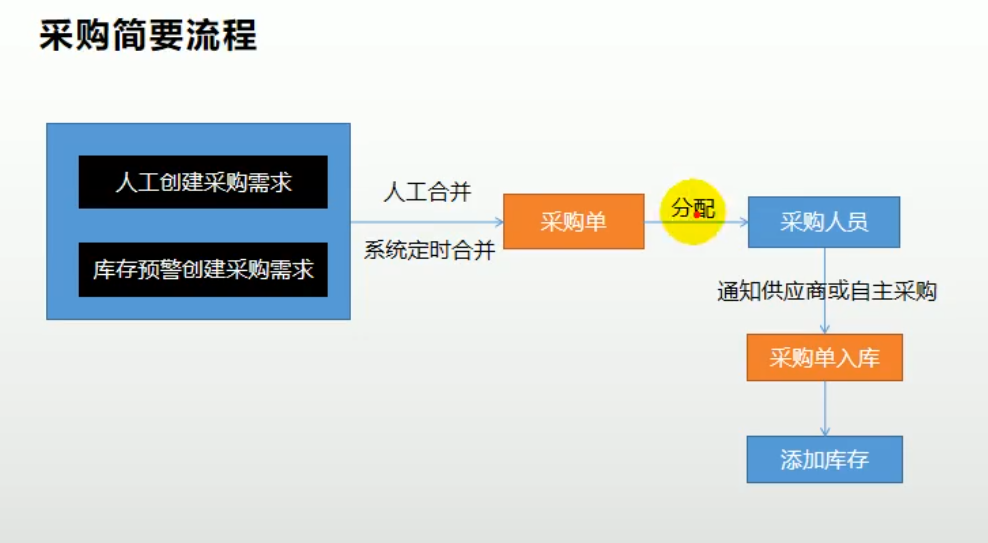 采购简要流程
人工创建采购需求
库存预警创建采购需求
人工合并
系统定时合并
采购单
分配
采购人员
通知供应商或自主采购
采购单入库
添加库存